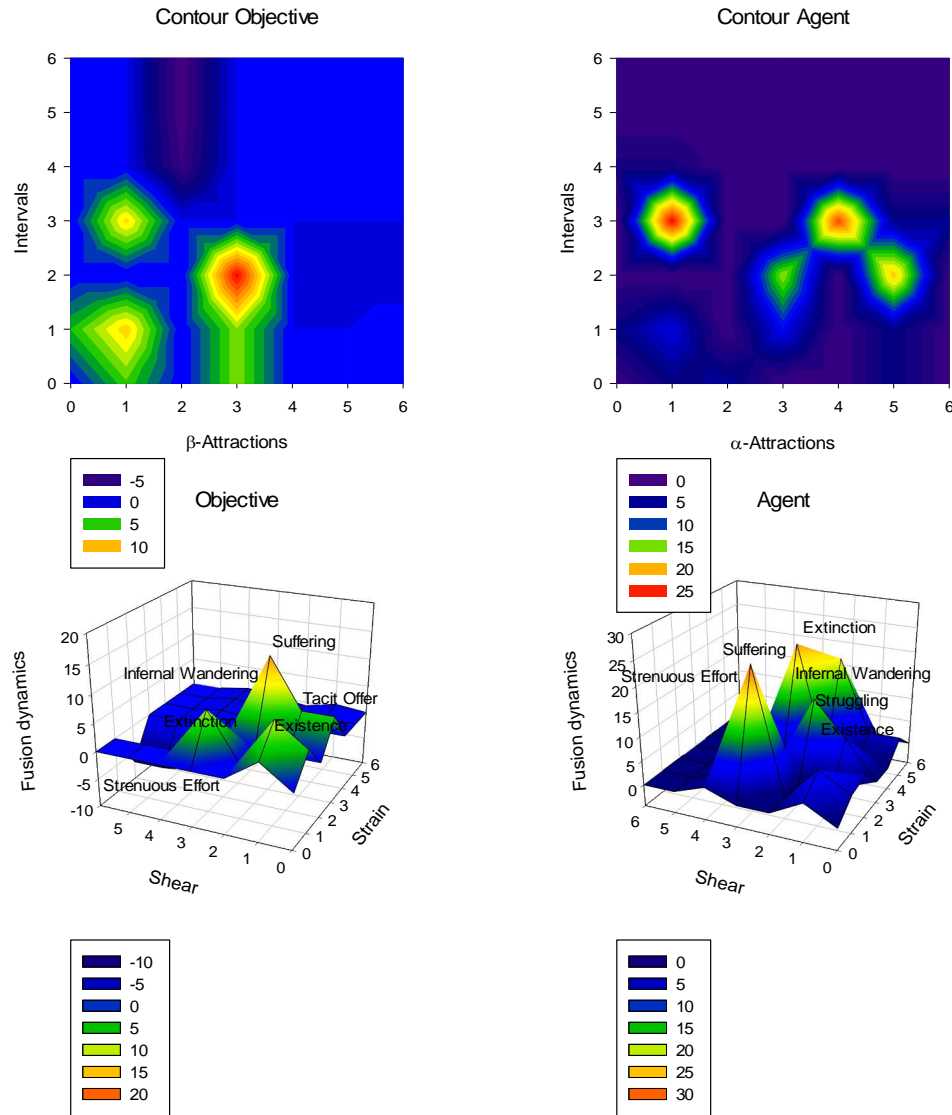 Contour Objective
Contour Agent
6
5
4
3
2
1
0
Intervals
0 1 2 3 4 5 6
β-Attractions
6
5
4
3
2
1
0
Intervals
0 1 2 3 4 5 6
α-Attractions
-5
0
5
10
Objective
0
5
10
15
20
25
Agent
20
15
10
5
0
-5
-10
Fusion dynamics
Suffering
Infernal Wandering
Tacit Offer
Extinction
Existence
Strenuous Effort
5 4 3 2 1 0
Shear
0 1 2 3 4 5 6
Strain
30
25
20
15
10
5
0
Fusion dynamics
Extinction
Suffering
Strenuous Effort
Infernal Wandering
Struggling
Existence
6 5 4 3 2 1 0
Shear
0 1 2 3 4 5 6
Strain
-10
-5
0
5
10
15
20
0
5
10
15
20
25
30